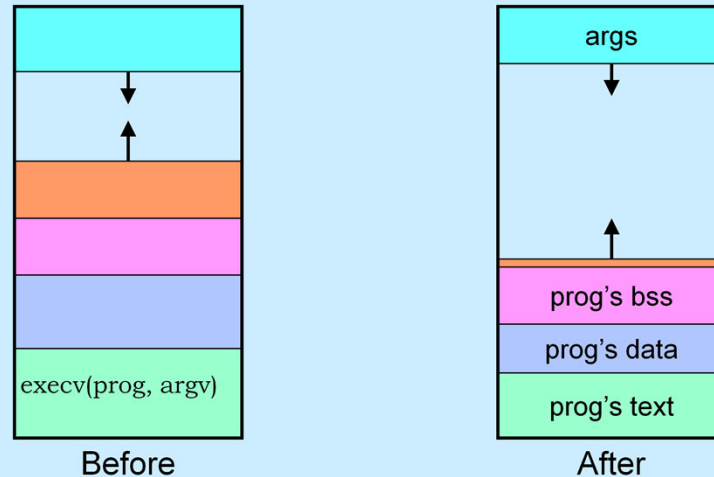 execv(prog, argv)
Before
args
prog's bss
prog's data
prog's text
After